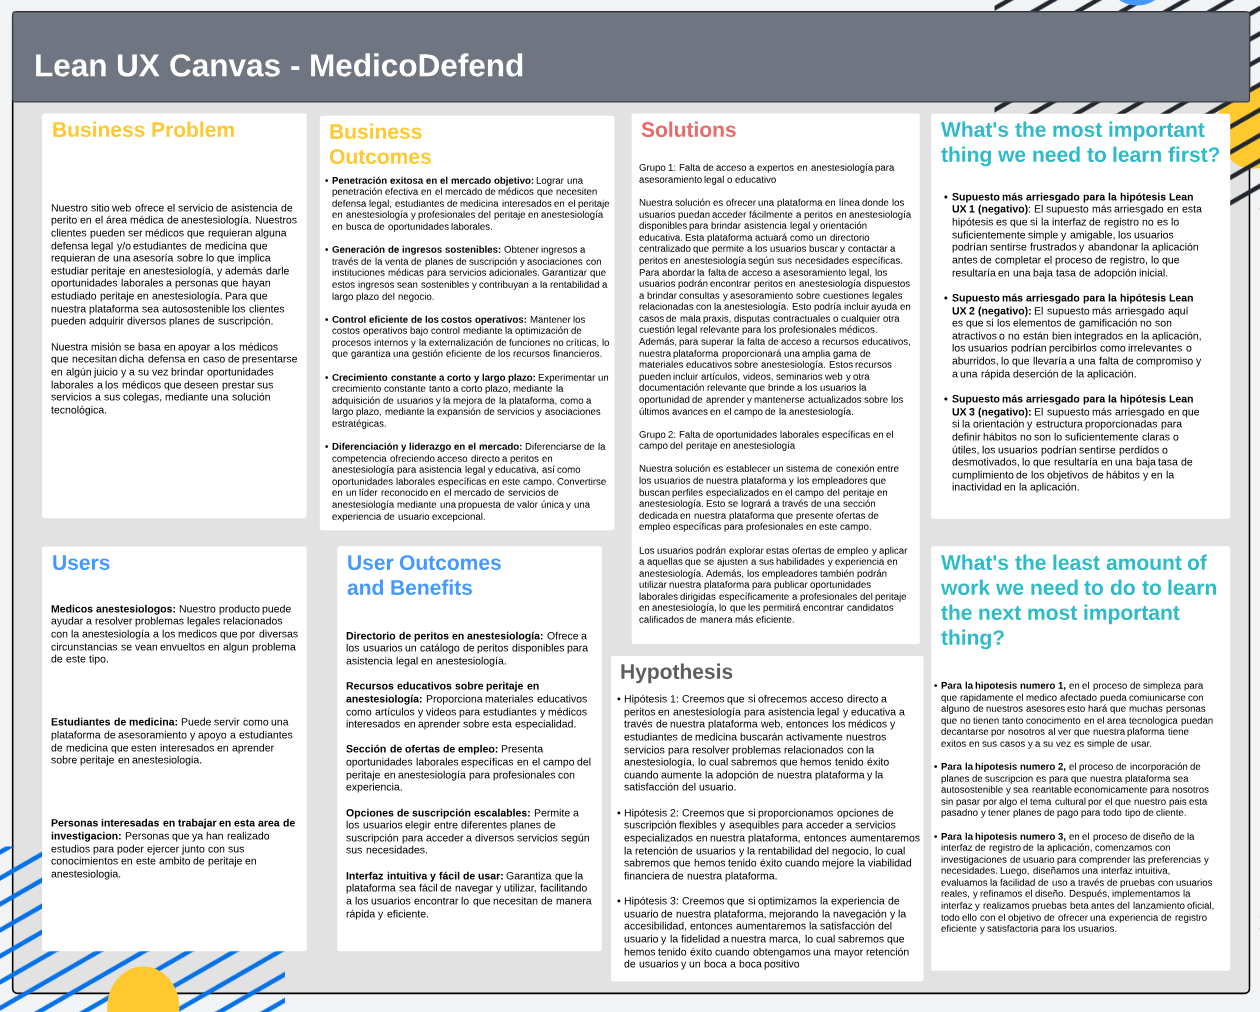 Lean UX Canvas - MedicoDefend
Business Problem
Nuestro sitio web ofrece el servicio de asistencia de
perito en el área médica de anestesiología. Nuestros
clientes pueden ser médicos que requieran alguna
defensa legal y/o estudiantes de medicina que
requieran de una asesoría sobre lo que implica
estudiar peritaje en anestesiología, y además darle
oportunidades laborales a personas que hayan
estudiado peritaje en anestesiología. Para que
nuestra plataforma sea autosostenible los clientes
pueden adquirir diversos planes de suscripción.
Nuestra misión se basa en apoyar a los médicos
que necesitan dicha defensa en caso de presentarse
en algún juicio y a su vez brindar oportunidades
laborales a los médicos que deseen prestar sus
servicios a sus colegas, mediante una solución
tecnológica.
Business
Outcomes
• Penetración exitosa en el mercado objetivo: Lograr una
penetración efectiva en el mercado de médicos que necesiten
defensa legal, estudiantes de medicina interesados en el peritaje
en anestesiología y profesionales del peritaje en anestesiología
en busca de oportunidades laborales.
• Generación de ingresos sostenibles: Obtener ingresos a
través de la venta de planes de suscripción y asociaciones con
instituciones médicas para servicios adicionales. Garantizar que
estos ingresos sean sostenibles y contribuyan a la rentabilidad a
largo plazo del negocio.
• Control eficiente de los costos operativos: Mantener los
costos operativos bajo control mediante la optimización de
procesos internos y la externalización de funciones no críticas, lo
que garantiza una gestión eficiente de los recursos financieros.
• Crecimiento constante a corto y largo plazo: Experimentar un
crecimiento constante tanto a corto plazo, mediante la
adquisición de usuarios y la mejora de la plataforma, como a
largo plazo, mediante la expansión de servicios y asociaciones
estratégicas.
• Diferenciación y liderazgo en el mercado: Diferenciarse de la
competencia ofreciendo acceso directo a peritos en
anestesiología para asistencia legal y educativa, así como
oportunidades laborales específicas en este campo. Convertirse
en un líder reconocido en el mercado de servicios de
anestesiología mediante una propuesta de valor única y una
experiencia de usuario excepcional.
Solutions
Grupo 1: Falta de acceso a expertos en anestesiología para
asesoramiento legal o educativo
Nuestra solución es ofrecer una plataforma en línea donde los
usuarios puedan acceder fácilmente a peritos en anestesiología
disponibles para brindar asistencia legal y orientación
educativa. Esta plataforma actuará como un directorio
centralizado que permite a los usuarios buscar y contactar a
peritos en anestesiología según sus necesidades específicas.
Para abordar la falta de acceso a asesoramiento legal, los
usuarios podrán encontrar peritos en anestesiología dispuestos
a brindar consultas y asesoramiento sobre cuestiones legales
relacionadas con la anestesiología. Esto podría incluir ayuda en
casos de mala praxis, disputas contractuales o cualquier otra
cuestión legal relevante para los profesionales médicos.
Además, para superar la falta de acceso a recursos educativos,
nuestra plataforma proporcionará una amplia gama de
materiales educativos sobre anestesiología. Estos recursos
pueden incluir artículos, videos, seminarios web y otra
documentación relevante que brinde a los usuarios la
oportunidad de aprender y mantenerse actualizados sobre los
últimos avances en el campo de la anestesiología.
Grupo 2: Falta de oportunidades laborales específicas en el
campo del peritaje en anestesiología
Nuestra solución es establecer un sistema de conexión entre
los usuarios de nuestra plataforma y los empleadores que
buscan perfiles especializados en el campo del peritaje en
anestesiología. Esto se logrará a través de una sección
dedicada en nuestra plataforma que presente ofertas de
empleo específicas para profesionales en este campo.
Los usuarios podrán explorar estas ofertas de empleo y aplicar
a aquellas que se ajusten a sus habilidades y experiencia en
anestesiología. Además, los empleadores también podrán
utilizar nuestra plataforma para publicar oportunidades
laborales dirigidas específicamente a profesionales del peritaje
en anestesiología, lo que les permitirá encontrar candidatos
calificados de manera más eficiente.
What's the most important
thing we need to learn first?
• Supuesto más arriesgado para la hipótesis Lean
UX 1 (negativo): El supuesto más arriesgado en esta
hipótesis es que si la interfaz de registro no es lo
suficientemente simple y amigable, los usuarios
podrían sentirse frustrados y abandonar la aplicación
antes de completar el proceso de registro, lo que
resultaría en una baja tasa de adopción inicial.
• Supuesto más arriesgado para la hipótesis Lean
UX 2 (negativo): El supuesto más arriesgado aquí
es que si los elementos de gamificación no son
atractivos o no están bien integrados en la aplicación,
los usuarios podrían percibirlos como irrelevantes o
aburridos, lo que llevaría a una falta de compromiso y
a una rápida deserción de la aplicación.
• Supuesto más arriesgado para la hipótesis Lean
UX 3 (negativo): El supuesto más arriesgado en que
si la orientación y estructura proporcionadas para
definir hábitos no son lo suficientemente claras o
útiles, los usuarios podrían sentirse perdidos o
desmotivados, lo que resultaría en una baja tasa de
cumplimiento de los objetivos de hábitos y en la
inactividad en la aplicación.
Users
Medicos anestesiologos: Nuestro producto puede
ayudar a resolver problemas legales relacionados
con la anestesiología a los medicos que por diversas
circunstancias se vean envueltos en algun problema
de este tipo.
Estudiantes de medicina: Puede servir como una
plataforma de asesoramiento y apoyo a estudiantes
de medicina que esten interesados en aprender
sobre peritaje en anestesiologia.
Personas interesadas en trabajar en esta area de
investigacion: Personas que ya han realizado
estudios para poder ejercer junto con sus
conocimientos en este ambito de peritaje en
anestesiologia.
User Outcomes
and Benefits
Directorio de peritos en anestesiología: Ofrece a
los usuarios un catálogo de peritos disponibles para
asistencia legal en anestesiología.
Recursos educativos sobre peritaje en
anestesiología: Proporciona materiales educativos
como artículos y videos para estudiantes y médicos
interesados en aprender sobre esta especialidad.
Sección de ofertas de empleo: Presenta
oportunidades laborales específicas en el campo del
peritaje en anestesiología para profesionales con
experiencia.
Opciones de suscripción escalables: Permite a
los usuarios elegir entre diferentes planes de
suscripción para acceder a diversos servicios según
sus necesidades.
Interfaz intuitiva y fácil de usar: Garantiza que la
plataforma sea fácil de navegar y utilizar, facilitando
a los usuarios encontrar lo que necesitan de manera
rápida y eficiente.
Hypothesis
• Hipótesis 1: Creemos que si ofrecemos acceso directo a
peritos en anestesiología para asistencia legal y educativa a
través de nuestra plataforma web, entonces los médicos y
estudiantes de medicina buscarán activamente nuestros
servicios para resolver problemas relacionados con la
anestesiología, lo cual sabremos que hemos tenido éxito
cuando aumente la adopción de nuestra plataforma y la
satisfacción del usuario.
• Hipótesis 2: Creemos que si proporcionamos opciones de
suscripción flexibles y asequibles para acceder a servicios
especializados en nuestra plataforma, entonces aumentaremos
la retención de usuarios y la rentabilidad del negocio, lo cual
sabremos que hemos tenido éxito cuando mejore la viabilidad
financiera de nuestra plataforma.
• Hipótesis 3: Creemos que si optimizamos la experiencia de
usuario de nuestra plataforma, mejorando la navegación y la
accesibilidad, entonces aumentaremos la satisfacción del
usuario y la fidelidad a nuestra marca, lo cual sabremos que
hemos tenido éxito cuando obtengamos una mayor retención
de usuarios y un boca a boca positivo
What's the least amount of
work we need to do to learn
the next most important
thing?
• Para la hipotesis numero 1, en el proceso de simpleza para
que rapidamente el medico afectado pueda comunicarse con
alguno de nuestros asesores esto hará que muchas personas
que no tienen tanto conocimiento en el area tecnologica puedan
decantarse por nosotros al ver que nuestra plaforma tiene
exitos en sus casos y a su vez es simple de usar.
• Para la hipotesis numero 2, el proceso de incorporación de
planes de suscripcion es para que nuestra plataforma sea
autosostenible y sea reantable economicamente para nosotros
sin pasar por algo el tema cultural por el que nuestro pais esta
pasadno y tener planes de pago para todo tipo de cliente.
• Para la hipotesis numero 3, en el proceso de diseño de la
interfaz de registro de la aplicación, comenzamos con
investigaciones de usuario para comprender las preferencias y
necesidades. Luego, diseñamos una interfaz intuitiva,
evaluamos la facilidad de uso a través de pruebas con usuarios
reales, y refinamos el diseño. Después, implementamos la
interfaz y realizamos pruebas beta antes del lanzamiento oficial,
todo ello con el objetivo de ofrecer una experiencia de registro
eficiente y satisfactoria para los usuarios.